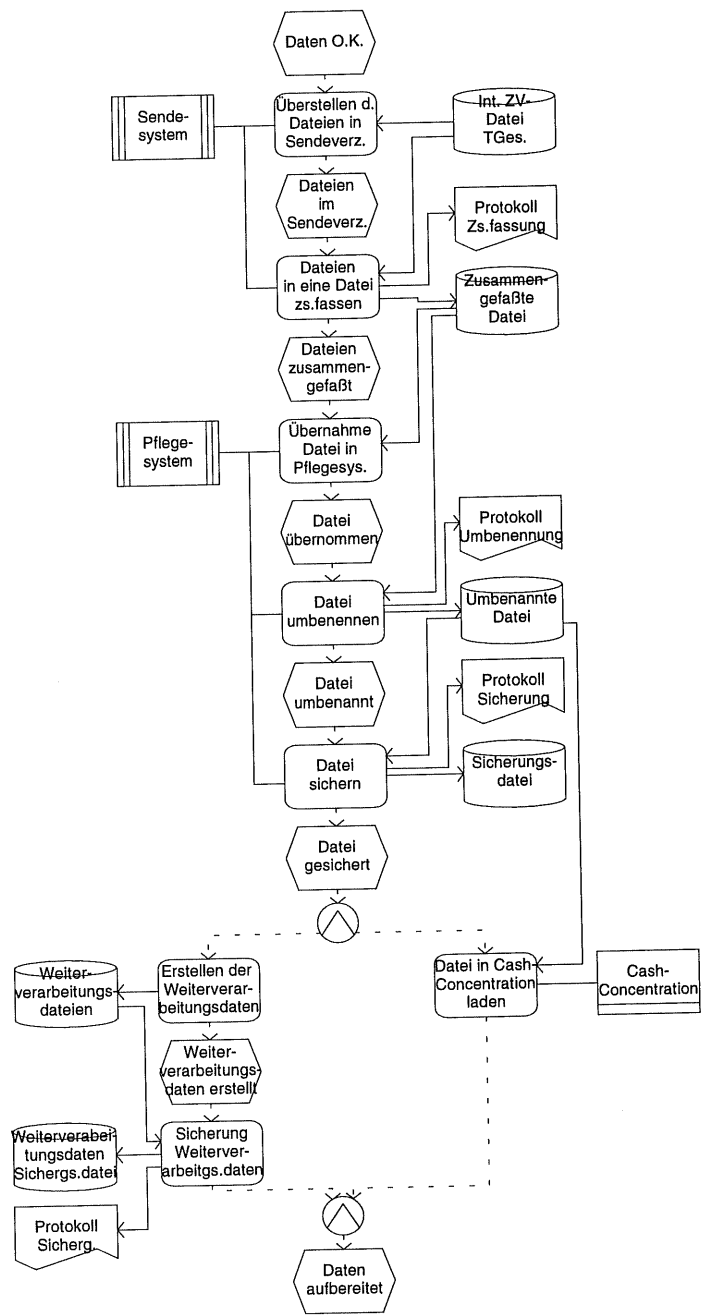 Daten O.K.
Sende-
system
Überstellen d.
Dateien in
Sendeverz.
Int. ZV-
Datei
TGes.
Dateien
im
Sendeverz.
Protokoll
Zs.fassung
Dateien
in eine Datei
zs.fassen
Zusammen-
gefaßte
Datei
Dateien
zusammen-
gefaßt
Pflege-
system
Übernahme
Datei in
Pflegesys.
Datei
übernommen
Protokoll
Umbenennung
Datei
umbenennen
Umbenannte
Datei
Datei
umbenannt
Protokoll
Sicherung
Datei
sichern
Sicherungs-
datei
Datei
gesichert
Weiter-
verarbeitungs
dateien
Erstellen der
Weiterverar-
beitungsdaten
Datei in Cash-
Concentration
laden
Cash-
Concentration
Weiter-
verarbeitungs-
daten erstellt
Weiterverabei-
tungsdaten
Sichergs.datei
Sicherung
Weiterver-
arbeitgs.daten
Protokoll
Sicherg.
Daten
aufbereitet